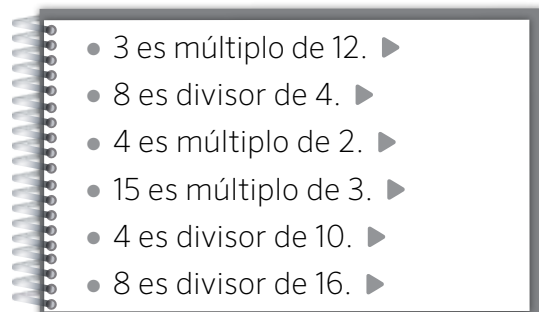 • 3 es múltiplo de 12. ▶
• 8 es divisor de 4. ▶
• 4 es múltiplo de 2. ▶
• 15 es múltiplo de 3. ▶
• 4 es divisor de 10. ▶
• 8 es divisor de 16. ▶